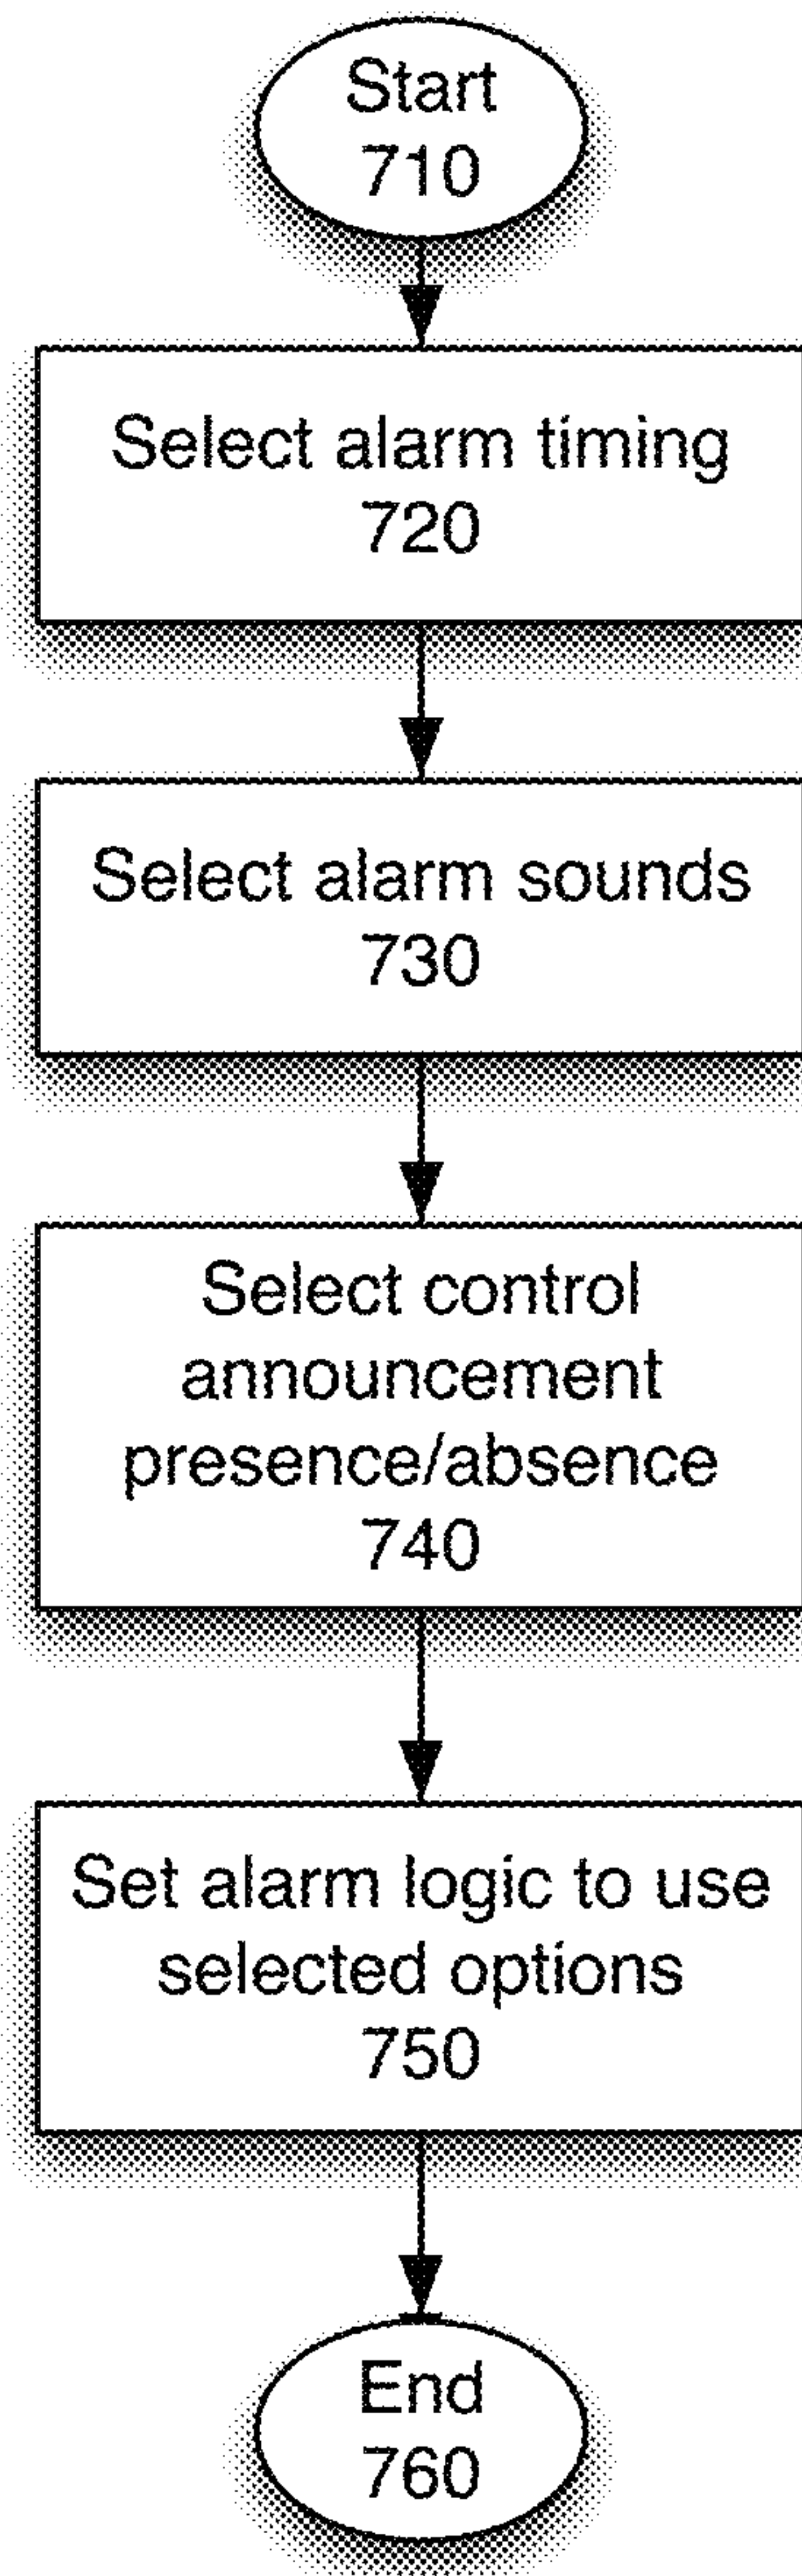 Start
710
Select alarm timing
720
Select alarm sounds
730
Select control
announcement
presence/absence
740
Set alarm logic to use
selected options
750
End
760